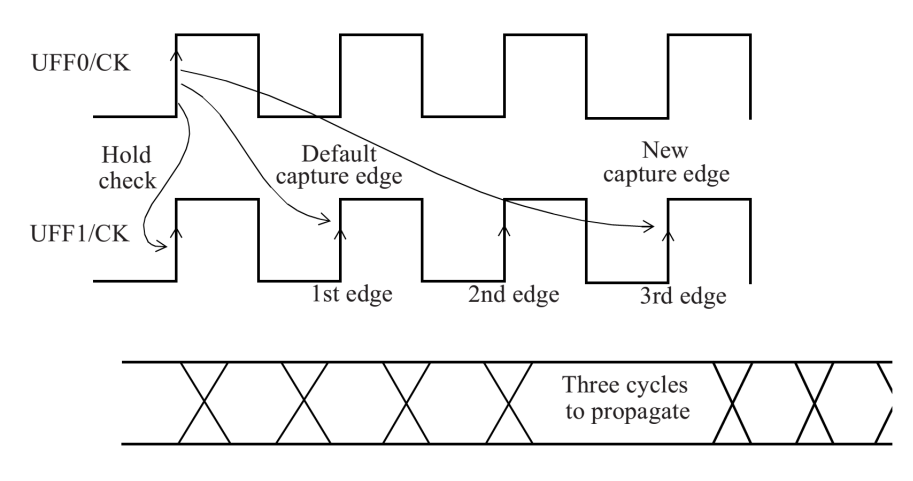 UFF0/CK
Hold
check
Default
capture edge
New
capture edge
UFF1/CK
1st edge
2nd edge
3rd edge
Three cycles
to propagate